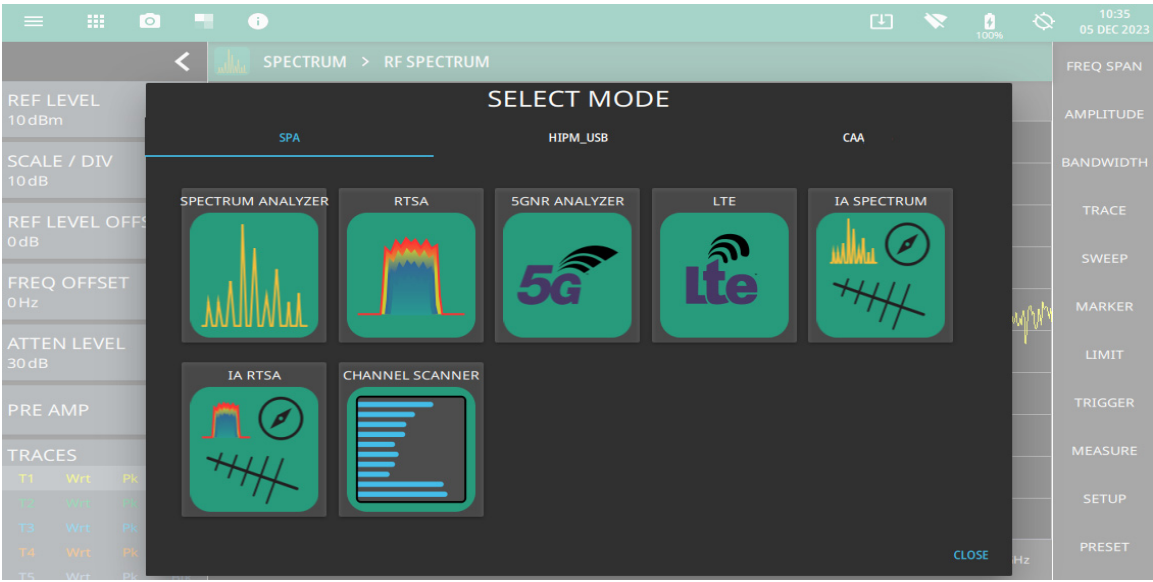 10:35
100%
05 DEC 2023
SPECTRUM > RF SPECTRUM
REF LEVEL
10 dBm
SCALE / DIV
10 dB
REF LEVEL OFFS
0 dB
FREQ OFFSET
0 Hz
ATTEN LEVEL
30 dB
PRE AMP
TRACES
T1 Wrt Pk
T2 Wrt Pk
T3 Wrt Pk
T4 Wrt Pk
T5 Wrt Pk
SELECT MODE
SPA HIPM_USB CAA
SPECTRUM ANALYZER RTSA 5GNR ANALYZER LTE IA SPECTRUM
5G Lte
IA RTSA CHANNEL SCANNER
CLOSE
Hz
FREQ SPAN
AMPLITUDE
BANDWIDTH
TRACE
SWEEP
MARKER
LIMIT
TRIGGER
MEASURE
SETUP
PRESET